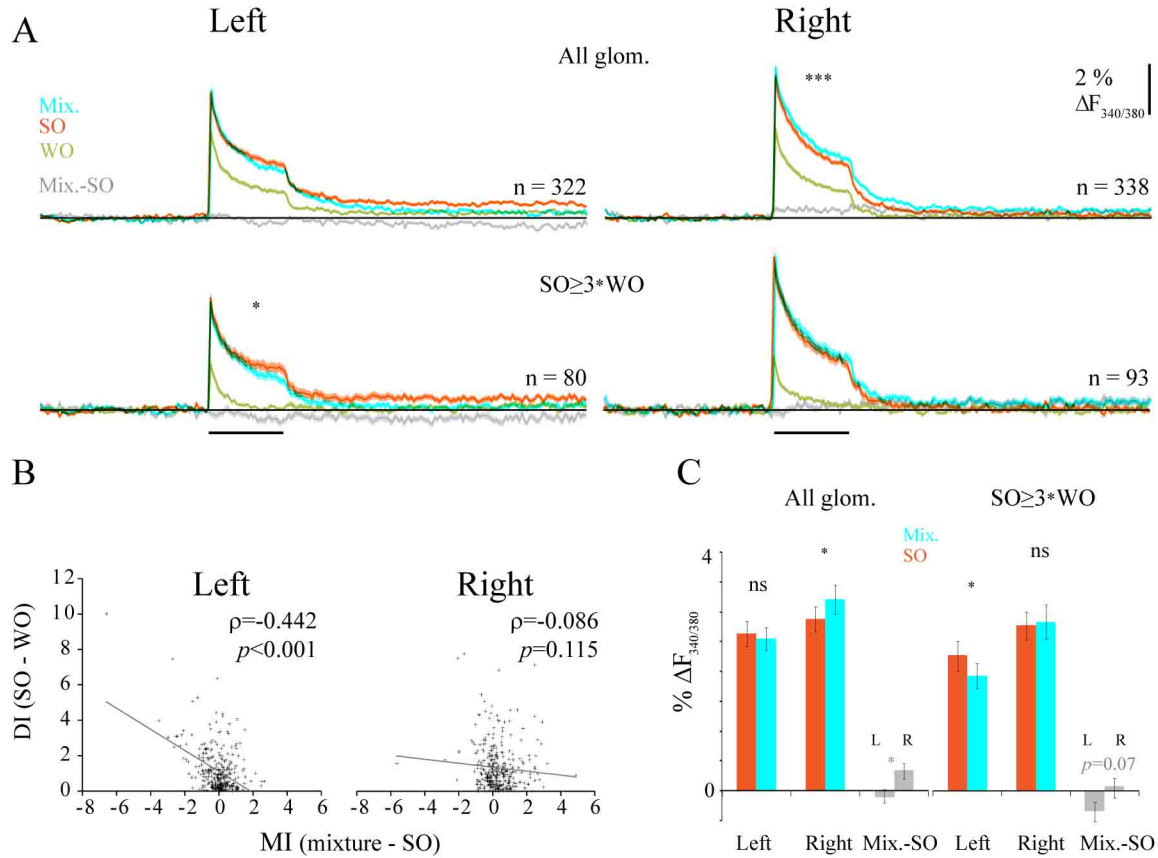 A
Left
Right
All glom.
***
2 %
ΔF340/380
Mix.
SO
WO
Mix.-SO
n = 322
n = 338
SO≥3*WO
*
n = 80
n = 93
B
Left
Right
ρ=-0.442
p<0.001
ρ=-0.086
p=0.115
DI (SO - WO)
12
10
8
6
4
2
0
-8 -6 -4 -2 0 2 4 6
-8 -6 -4 -2 0 2 4 6
MI (mixture - SO)
C
All glom.
SO≥3*WO
Mix.
SO
4
0
% ΔF340/380
ns
*
L R
*
*
ns
L R
p=0.07
Left Right Mix.-SO Left Right Mix.-SO